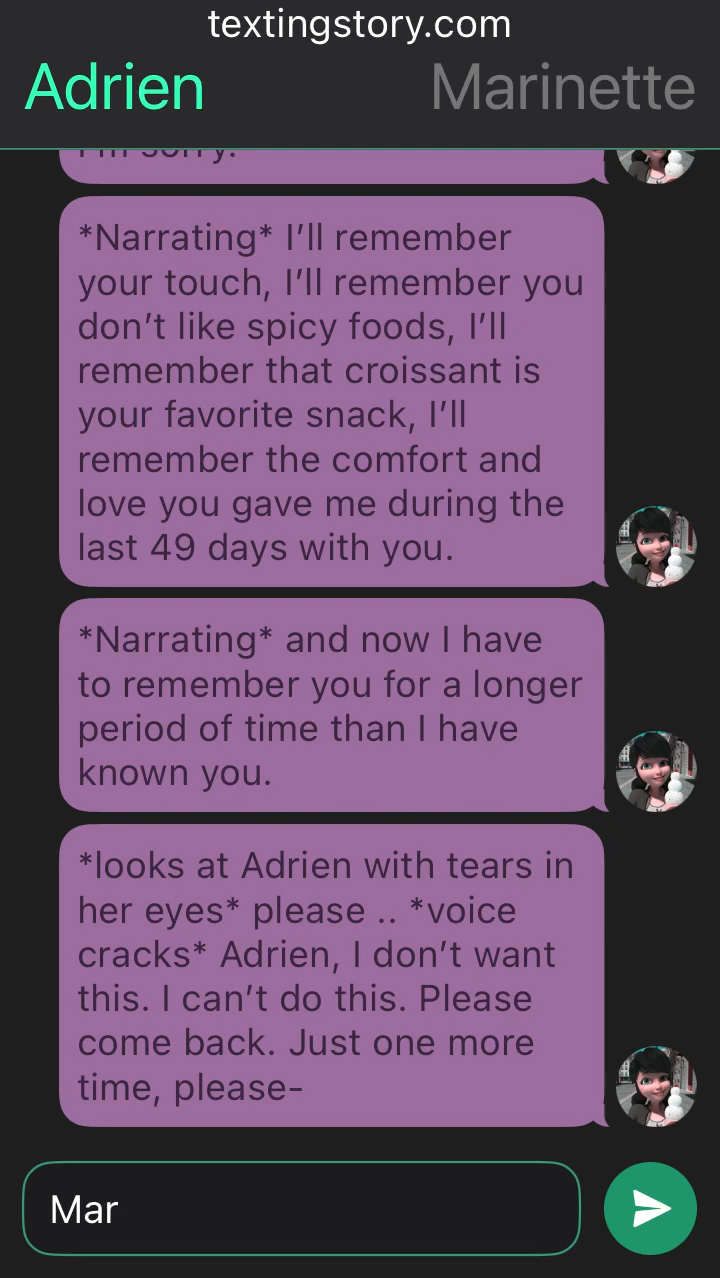 textingstory.com
Adrien Marinette
I'm sorry.
*Narrating* I’ll remember
your touch, I’ll remember you
don’t like spicy foods, I’ll
remember that croissant is
your favorite snack, I’ll
remember the comfort and
love you gave me during the
last 49 days with you.
*Narrating* and now I have
to remember you for a longer
period of time than I have
known you.
*looks at Adrien with tears in
her eyes* please .. *voice
cracks* Adrien, I don’t want
this. I can’t do this. Please
come back. Just one more
time, please-
Mar